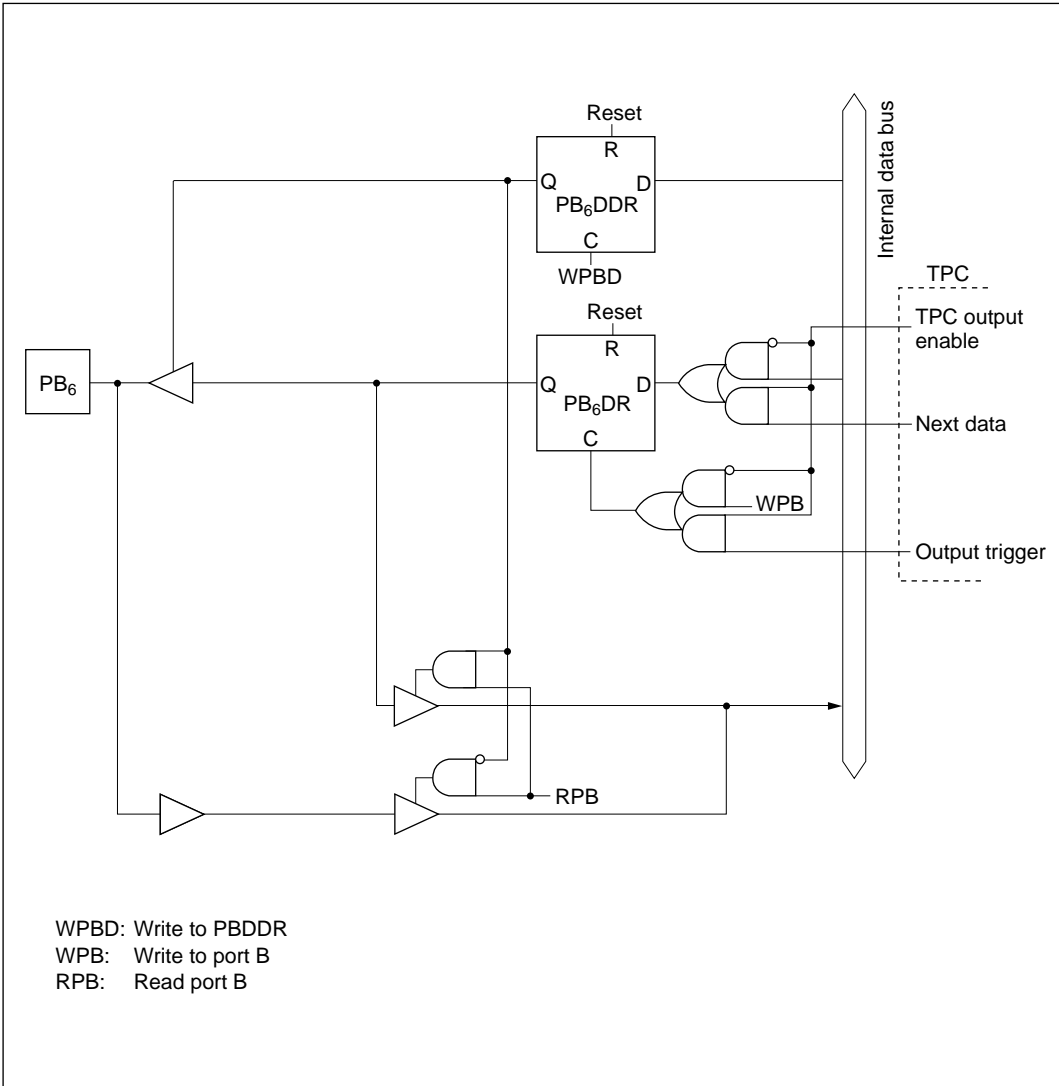 Reset
R
Q
D
PB6DDR
C
WPBD
Internal data bus
TPC
TPC output
enable
Reset
R
Q
D
PB6DR
C
PB6
Next data
WPB
Output trigger
RPB
WPBD: Write to PBDDR
WPB: Write to port B
RPB: Read port B